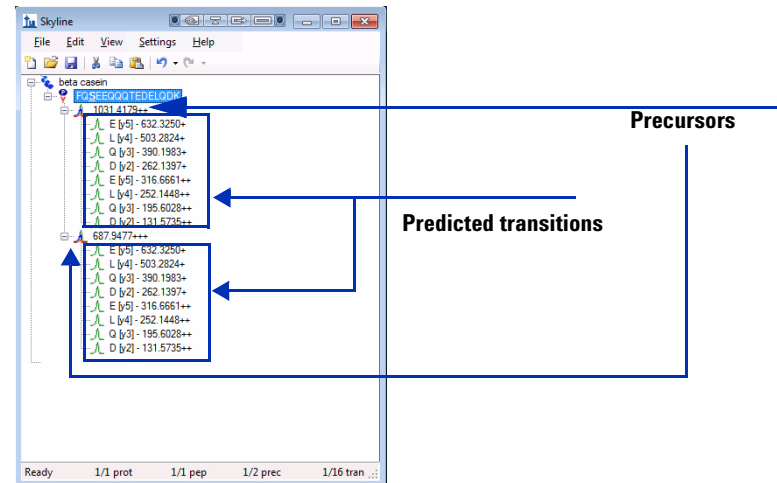 Skyline
File Edit View Settings Help
beta casein
FQSEEQQQTEDELQDK
1031.4179++
E [y5] - 632.3250+
L [y4] - 503.2824+
Q [y3] - 390.1983+
D [y2] - 262.1397+
E [y5] - 316.6661++
L [y4] - 252.1448++
Q [y3] - 195.6028++
D [y2] - 131.5735++
687.9477+++
E [y5] - 632.3250+
L [y4] - 503.2824+
Q [y3] - 390.1983+
D [y2] - 262.1397+
E [y5] - 316.6661++
L [y4] - 252.1448++
Q [y3] - 195.6028++
D [y2] - 131.5735++
Precursors
Predicted transitions
Ready 1/1 prot 1/1 pep 1/2 prec 1/16 tran